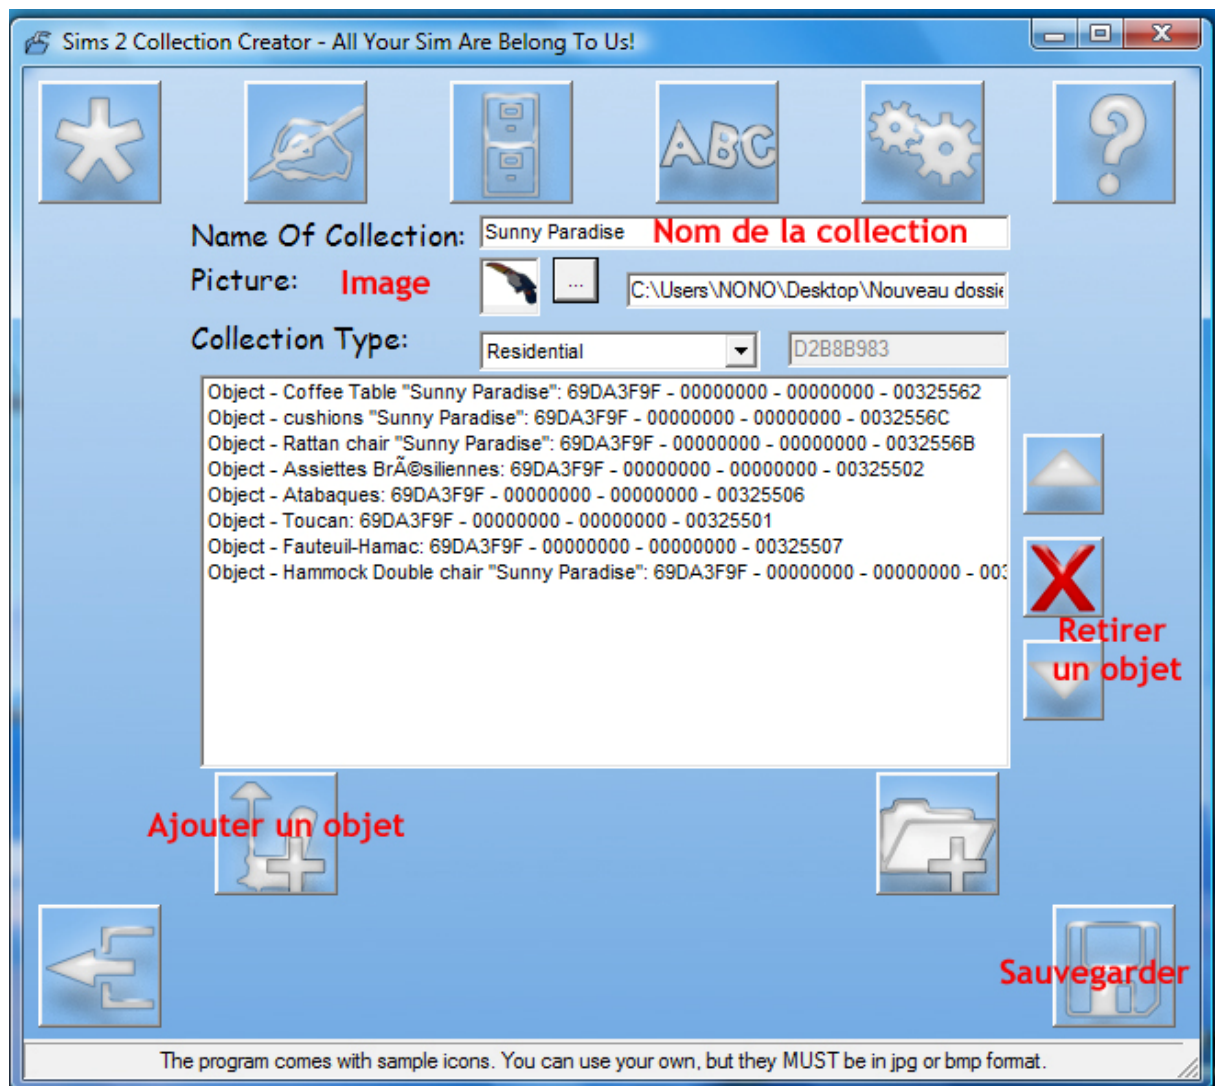 Sims 2 Collection Creator - All Your Sim Are Belong To Us!
ABC
Name Of Collection: Sunny Paradise Nom de la collection
Picture: Image ... C:\Users\NONO\Desktop\Nouveau dossie
Collection Type: Residential D2B8B983
Object - Coffee Table "Sunny Paradise": 69DA3F9F - 00000000 - 00000000 - 00325562
Object - cushions "Sunny Paradise": 69DA3F9F - 00000000 - 00000000 - 0032556C
Object - Rattan chair "Sunny Paradise": 69DA3F9F - 00000000 - 00000000 - 0032556B
Object - Assiettes BrÃ©siliennes: 69DA3F9F - 00000000 - 00000000 - 00325502
Object - Atabaques: 69DA3F9F - 00000000 - 00000000 - 00325506
Object - Toucan: 69DA3F9F - 00000000 - 00000000 - 00325501
Object - Fauteuil-Hamac: 69DA3F9F - 00000000 - 00000000 - 00325507
Object - Hammock Double chair "Sunny Paradise": 69DA3F9F - 00000000 - 00000000 - 003
Retirer
un objet
Ajouter un objet
Sauvegarder
The program comes with sample icons. You can use your own, but they MUST be in jpg or bmp format.